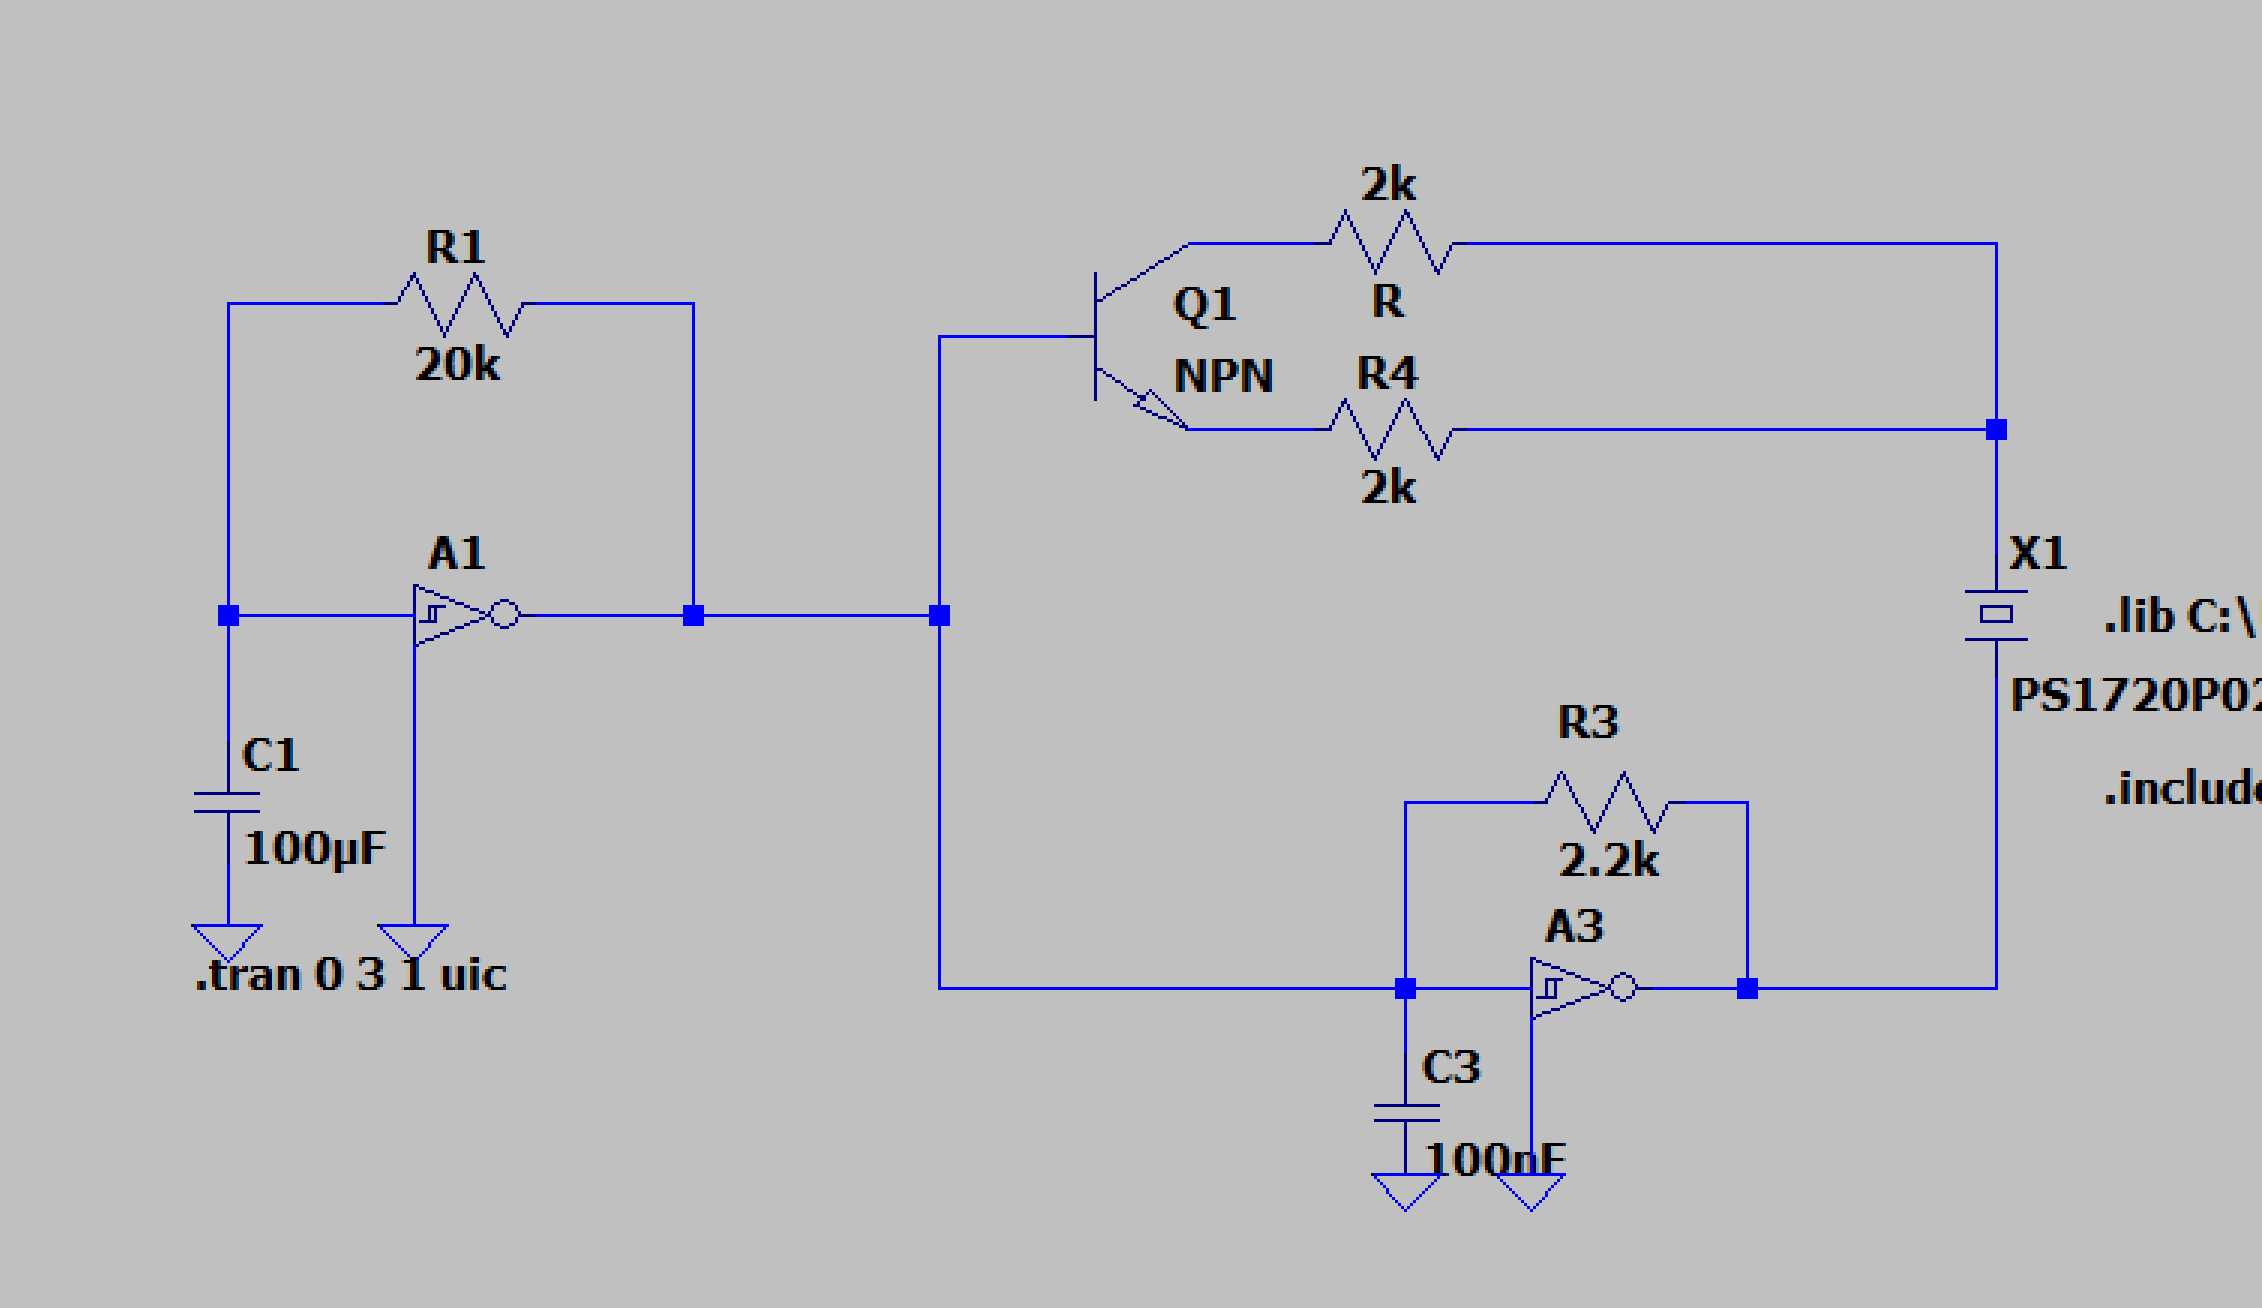 2k
R1
Q1
R
20k
NPN
R4
2k
A1
X1
.lib C:\
PS1720P02
R3
C1
.include
100µF
2.2k
A3
.tran 0 3 1 uic
C3
100nF